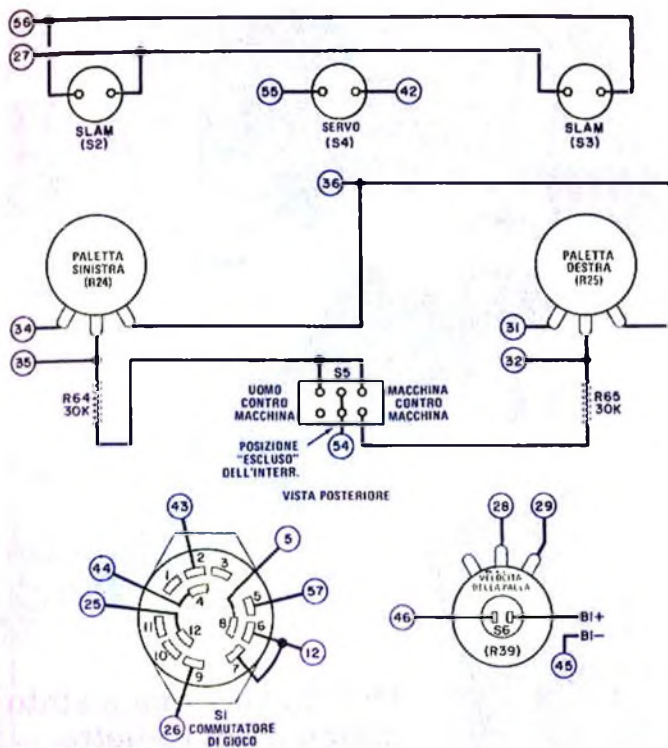 56
27
SLAM
(S2)
55
42
SERVO
(S4)
SLAM
(S3)
36
PALETTA
SINISTRA
(R24)
PALETTA
DESTRA
(R25)
34
31
35
32
S5
R64
30K
UOMO
CONTRO
MACCHINA
MACCHINA
CONTRO
MACCHINA
R65
30K
54
POSIZIONE
"ESCLUSO"
DELL'INTERR.
VISTA POSTERIORE
43
5
28
29
44
25
57
1
2
3
4
5
6
7
8
9
10
11
12
12
26
S1
COMMUTATORE
DI GIOCO
VELOCITÀ
DELLA PALLA
46
S6
(R39)
B1+
B1-
45